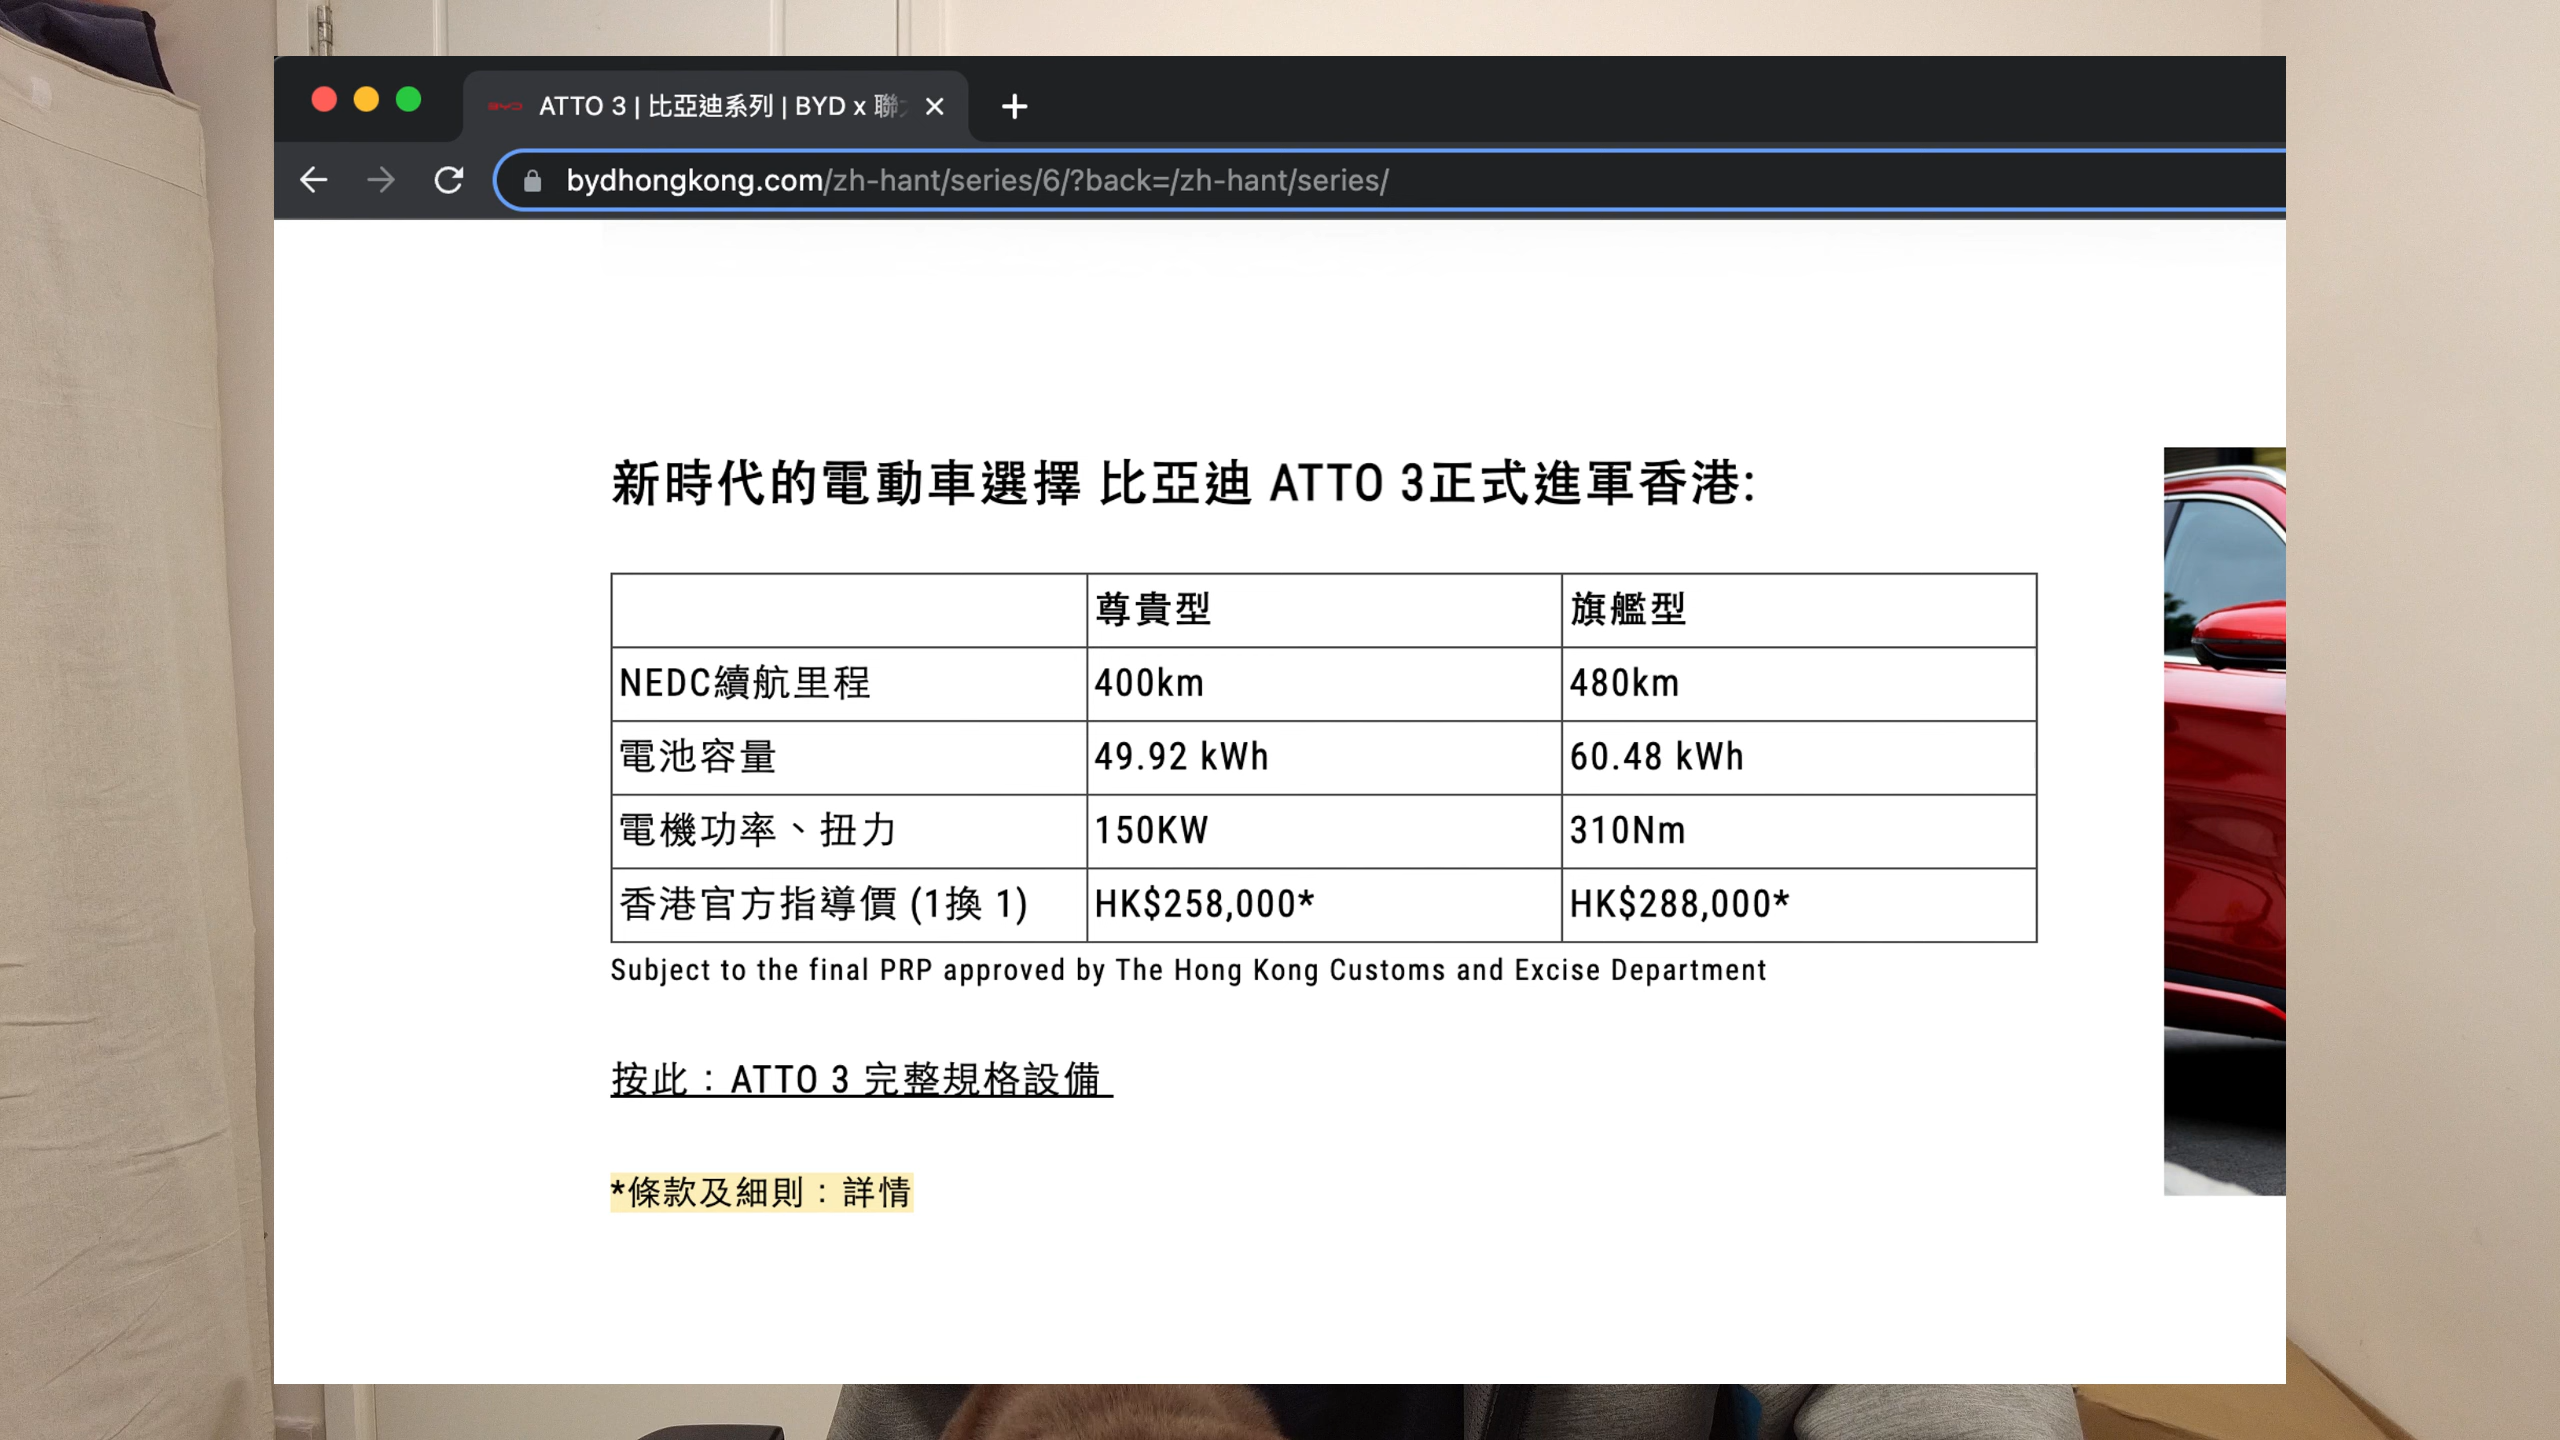 ATTO 3 | 比亞迪系列 | BYD x 聯
bydhongkong.com/zh-hant/series/6/?back=/zh-hant/series/
新時代的電動車選擇 比亞迪 ATTO 3正式進軍香港:
尊貴型 旗艦型
NEDC續航里程 400km 480km
電池容量 49.92 kWh 60.48 kWh
電機功率、扭力 150KW 310Nm
香港官方指導價 (1換 1) HK$258,000* HK$288,000*
Subject to the final PRP approved by The Hong Kong Customs and Excise Department
按此：ATTO 3 完整規格設備
*條款及細則：詳情